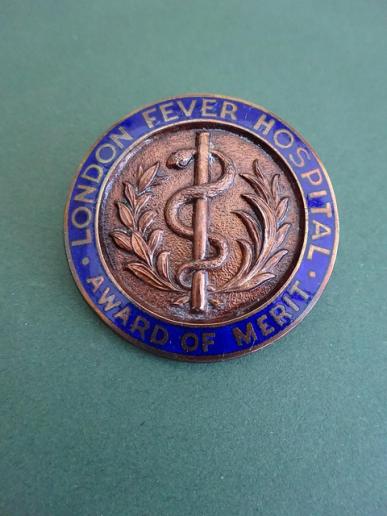 · LONDON FEVER HOSPITAL ·
AWARD OF MERIT